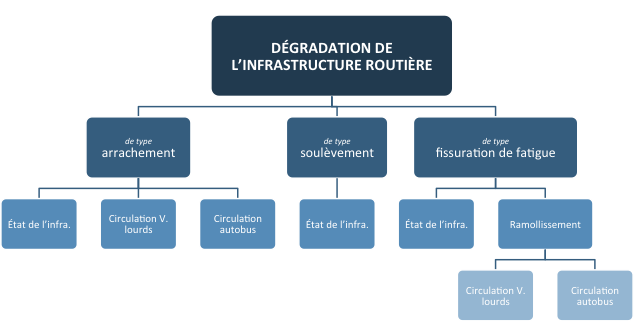 DÉGRADATION DE
L'INFRASTRUCTURE ROUTIÈRE
de type
arrachement
de type
soulèvement
de type
fissuration de fatigue
État de l'infra.
Circulation V.
lourds
Circulation
autobus
État de l'infra.
État de l'infra.
Ramollissement
Circulation V.
lourds
Circulation
autobus